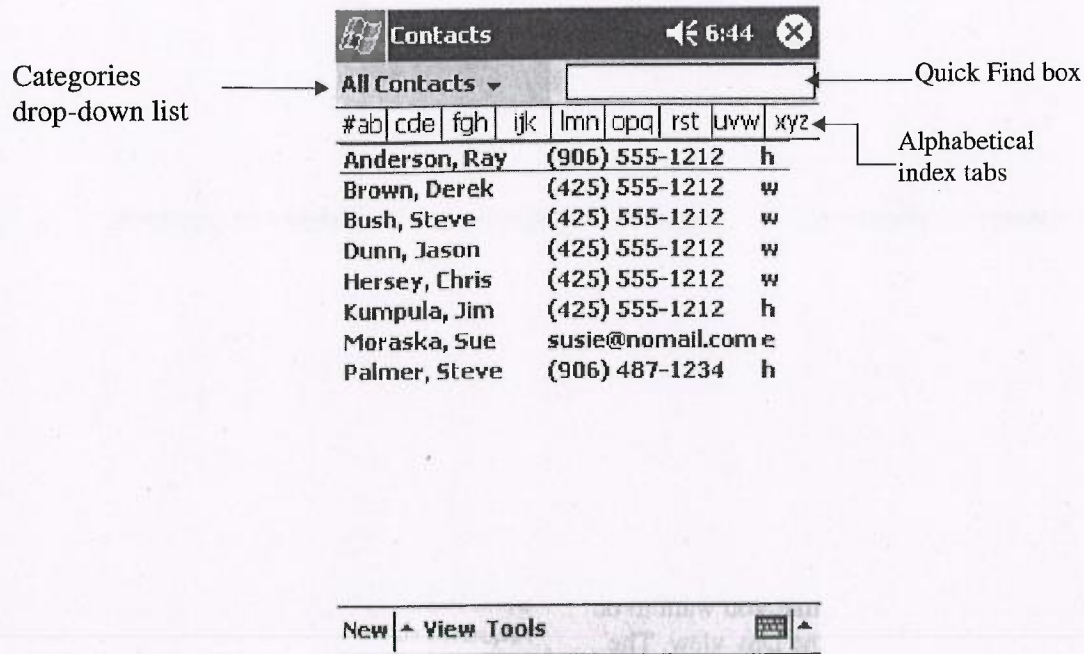 Contacts 6:44
Categories
drop-down list
All Contacts
Quick Find box
#ab cde fgh ijk lmn opq rst uvw xyz
Alphabetical
index tabs
Anderson, Ray (906) 555-1212 h
Brown, Derek (425) 555-1212 w
Bush, Steve (425) 555-1212 w
Dunn, Jason (425) 555-1212 w
Hersey, Chris (425) 555-1212 w
Kumpula, Jim (425) 555-1212 h
Moraska, Sue susie@nomail.com e
Palmer, Steve (906) 487-1234 h
New View Tools